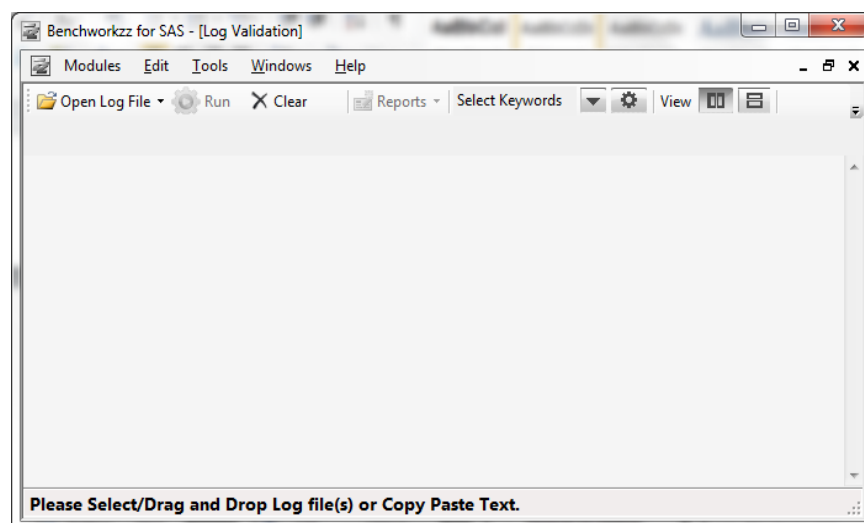 Benchworkzz for SAS - [Log Validation]
Modules Edit Tools Windows Help
Open Log File Run Clear Reports Select Keywords View
Please Select/Drag and Drop Log file(s) or Copy Paste Text.